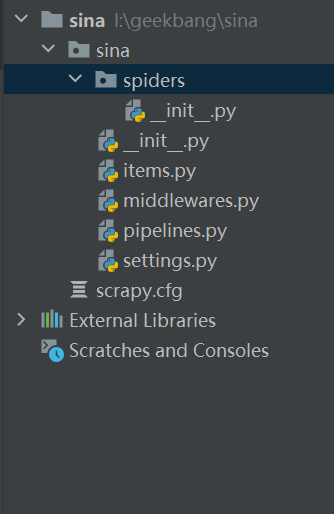 sina I:\geekbang\sina
sina
spiders
__init__.py
__init__.py
items.py
middlewares.py
pipelines.py
settings.py
scrapy.cfg
External Libraries
Scratches and Consoles